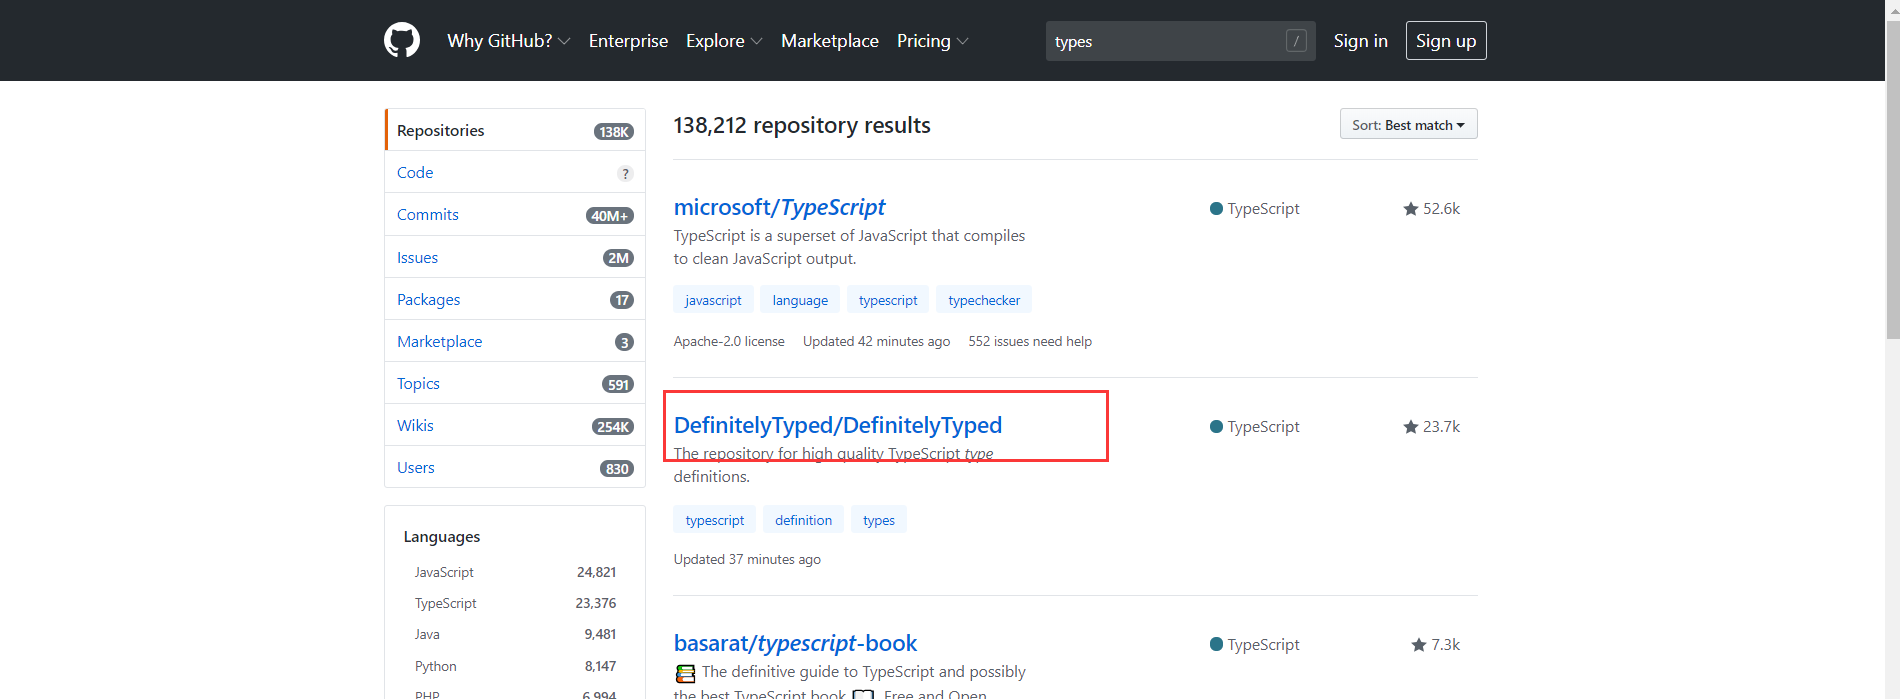 Why GitHub? Enterprise Explore Marketplace Pricing types / Sign in Sign up
Repositories 138K
Code ?
Commits 40M+
Issues 2M
Packages 17
Marketplace 3
Topics 591
Wikis 254K
Users 830
Languages
JavaScript 24,821
TypeScript 23,376
Java 9,481
Python 8,147
PHP 6,994
138,212 repository results
Sort: Best match
microsoft/TypeScript TypeScript 52.6k
TypeScript is a superset of JavaScript that compiles
to clean JavaScript output.
javascript language typescript typechecker
Apache-2.0 license Updated 42 minutes ago 552 issues need help
DefinitelyTyped/DefinitelyTyped TypeScript 23.7k
The repository for high quality TypeScript type
definitions.
typescript definition types
Updated 37 minutes ago
basarat/typescript-book TypeScript 7.3k
The definitive guide to TypeScript and possibly
the best TypeScript book Free and Open